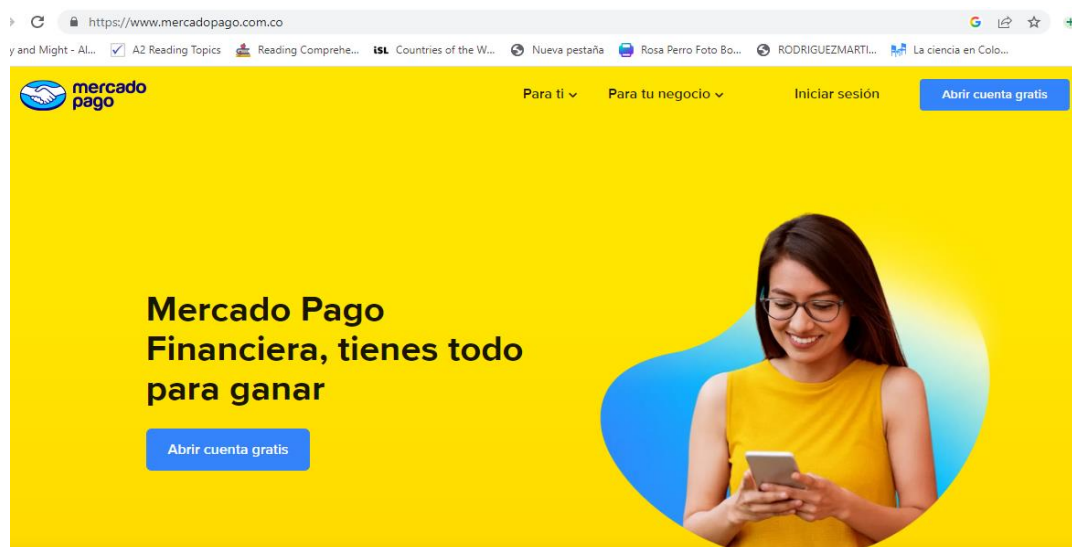 https://www.mercadopago.com.co
y and Might - Al... A2 Reading Topics Reading Comprehe... iSL Countries of the W... Nueva pestaña Rosa Perro Foto Bo... RODRIGUEZMARTI... La ciencia en Colo...
mercado
pago
Para ti Para tu negocio Iniciar sesión Abrir cuenta gratis
Mercado Pago
Financiera, tienes todo
para ganar
Abrir cuenta gratis